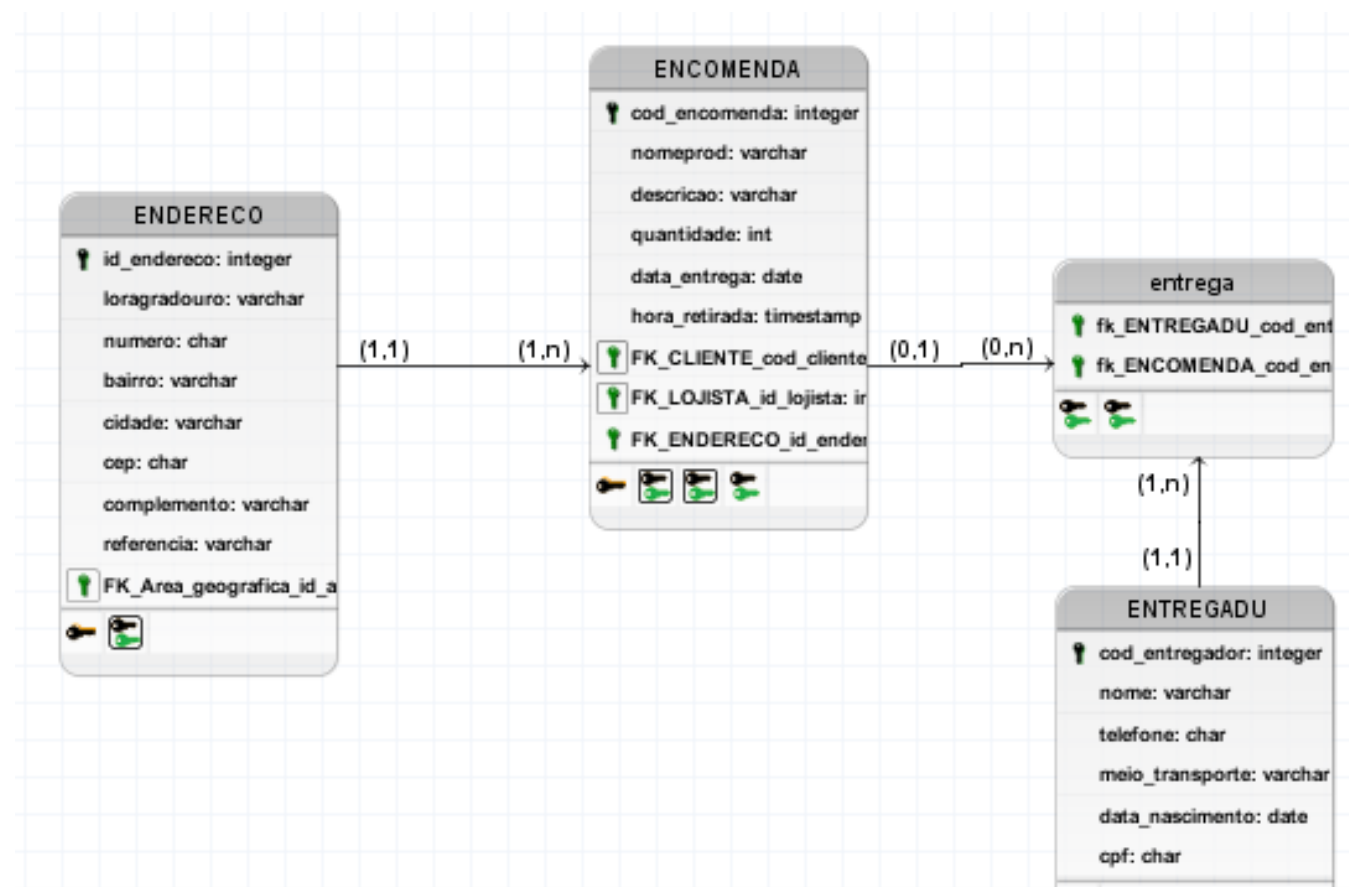 ENDERECO
id_endereco: integer
loragradouro: varchar
numero: char
bairro: varchar
cidade: varchar
cep: char
complemento: varchar
referencia: varchar
FK_Area_geografica_id_a
(1,1)
(1,n)
ENCOMENDA
cod_encomenda: integer
nomeprod: varchar
descricao: varchar
quantidade: int
data_entrega: date
hora_retirada: timestamp
FK_CLIENTE_cod_cliente
FK_LOJISTA_id_lojista: in
FK_ENDERECO_id_ender
(0,1)
(0,n)
entrega
fk_ENTREGADU_cod_ent
fk_ENCOMENDA_cod_en
(1,n)
(1,1)
ENTREGADU
cod_entregador: integer
nome: varchar
telefone: char
meio_transporte: varchar
data_nascimento: date
cpf: char